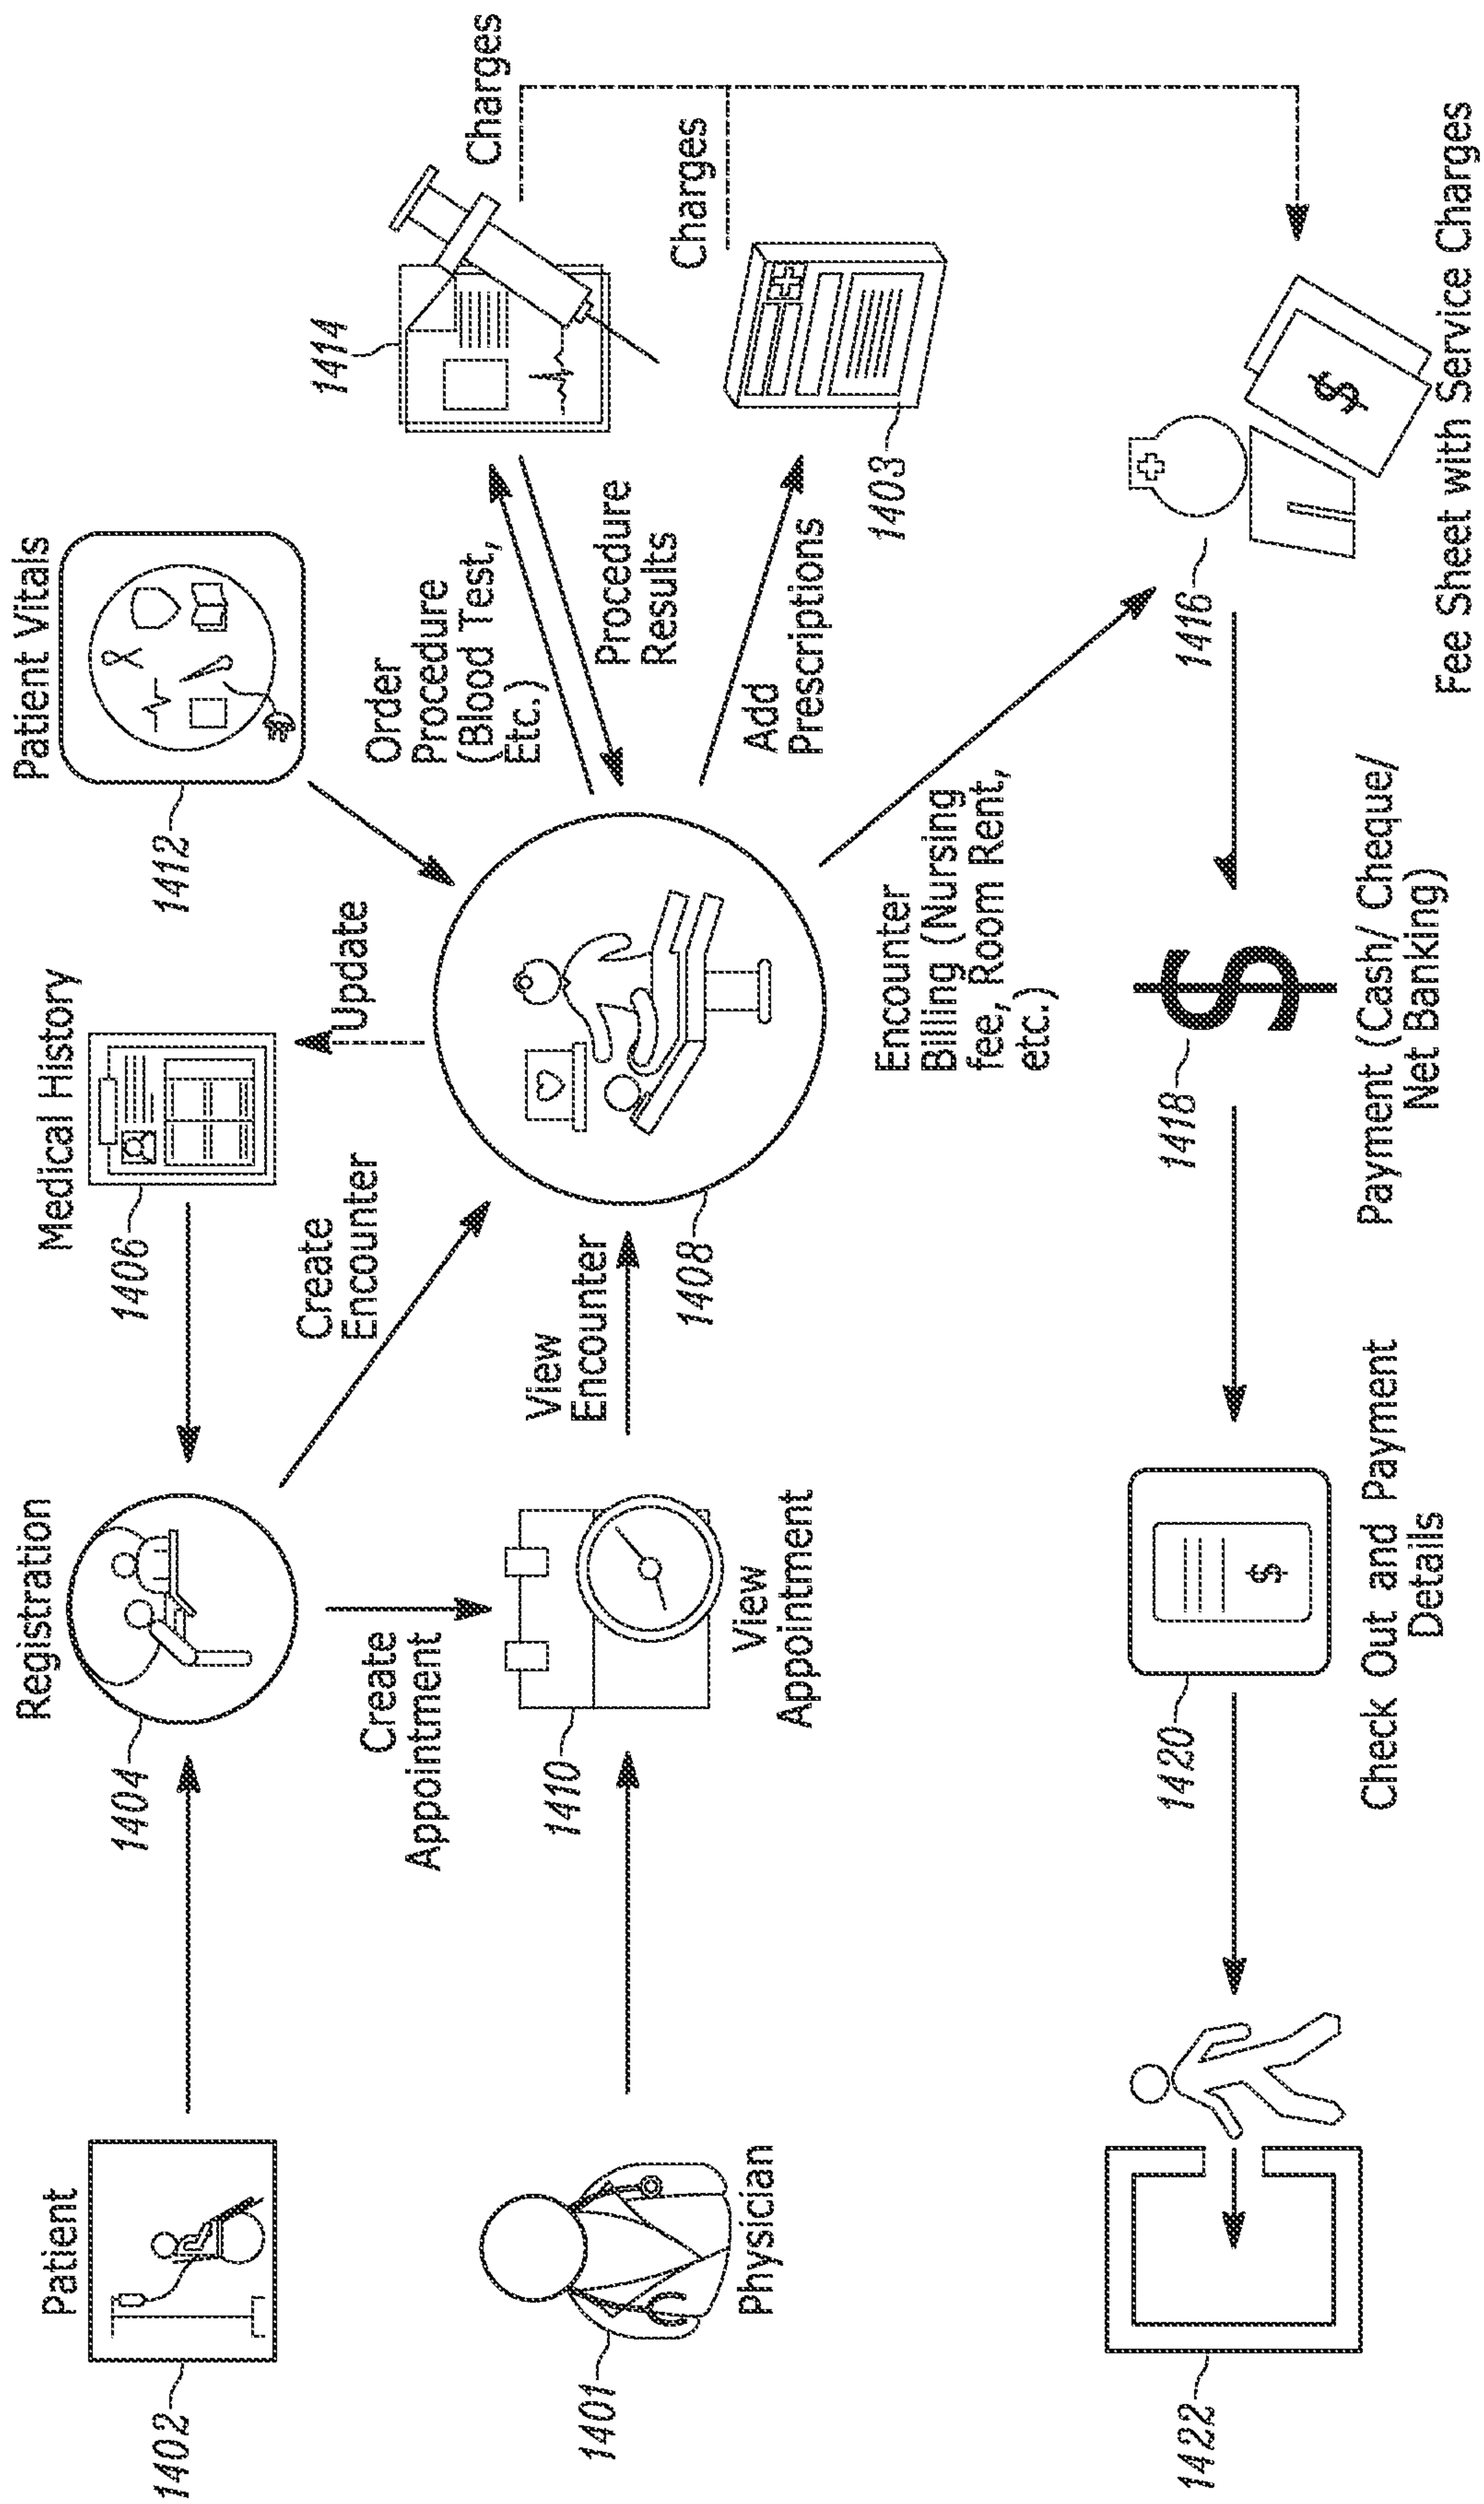 Patient
1402
Registration
1404
Medical History
1406
Patient Vitals
1412
Create
Encounter
Update
Order
Procedure
(Blood Test,
Etc.)
1414
Charges
Create
Appointment
Physician
1401
1410
View
Appointment
View
Encounter
1408
Procedure
Results
Add
Prescriptions
Charges
1403
Encounter
Billing (Nursing
fee, Room Rent,
etc.)
1422
1420
Check Out and Payment
Details
1418
Payment (Cash/ Cheque/
Net Banking)
1416
Fee Sheet with Service Charges
$
$
$